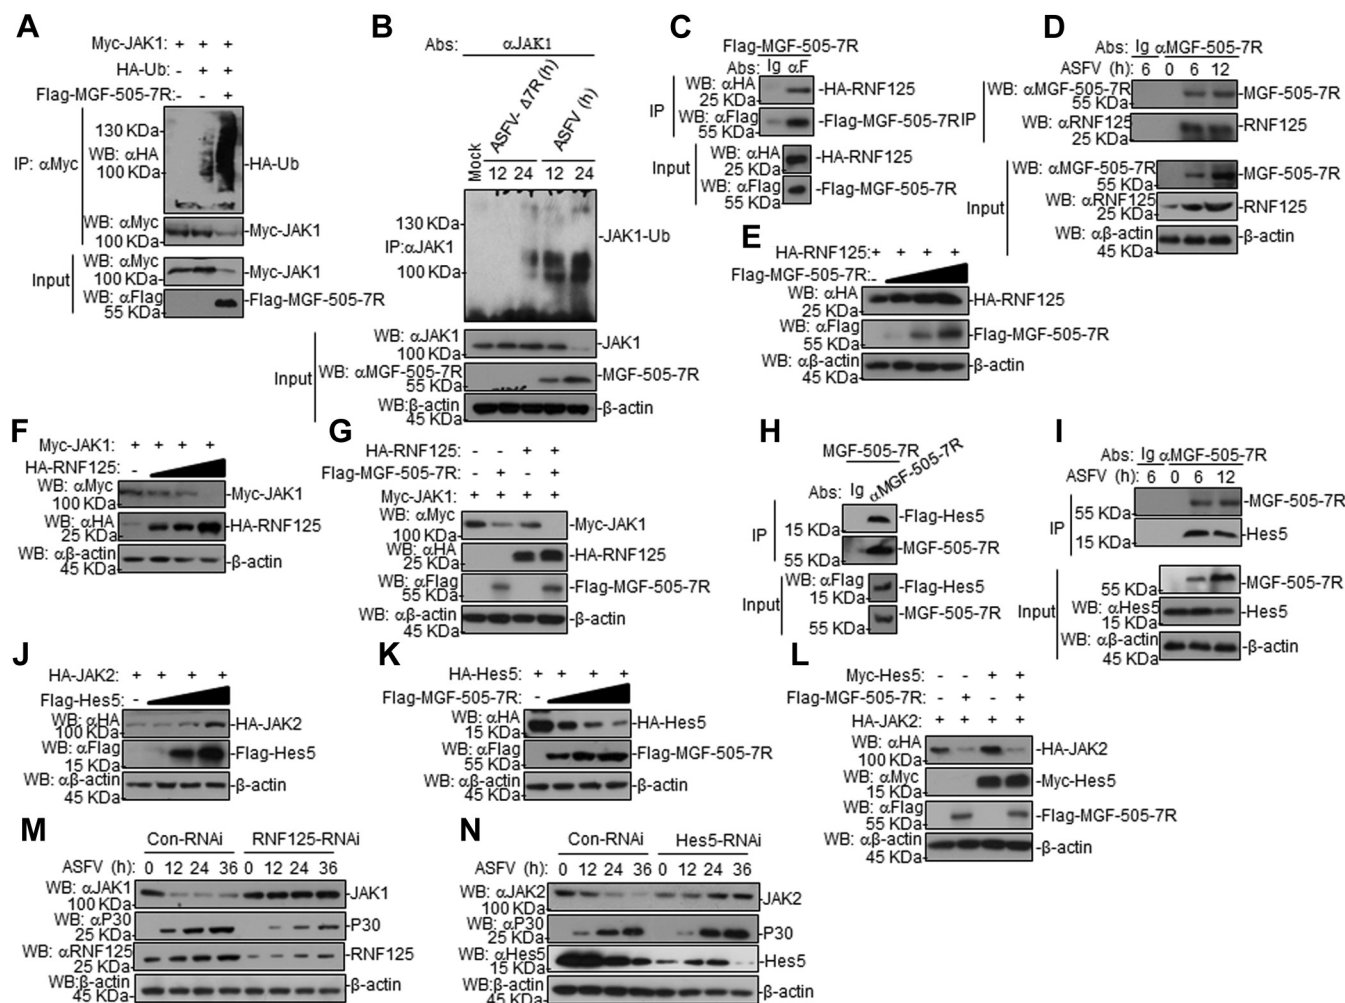 A
Myc-JAK1: + + +
HA-Ub: - + +
Flag-MGF-505-7R: - - +
IP: αMyc
130 KDa
WB: αHA
100 KDa
HA-Ub
WB: αMyc
100 KDa
Myc-JAK1
Input
WB: αMyc
100 KDa
Myc-JAK1
WB: αFlag
55 KDa
Flag-MGF-505-7R
B
Abs: αJAK1
Mock
ASFV-Δ7R (h)
ASFV (h)
12 24 12 24
130 KDa
IP:αJAK1
100 KDa
JAK1-Ub
Input
WB: αJAK1
100 KDa
JAK1
WB: αMGF-505-7R
55 KDa
MGF-505-7R
WB:β-actin
45 KDa
β-actin
C
Flag-MGF-505-7R
Abs: Ig αF
IP
WB: αHA
25 KDa
HA-RNF125
WB: αFlag
55 KDa
Flag-MGF-505-7R
Input
WB: αHA
25 KDa
HA-RNF125
WB: αFlag
55 KDa
Flag-MGF-505-7R
D
Abs: Ig αMGF-505-7R
ASFV (h): 6 0 6 12
IP
WB: αMGF-505-7R
55 KDa
MGF-505-7R
WB: αRNF125
25 KDa
RNF125
Input
WB: αMGF-505-7R
55 KDa
MGF-505-7R
WB: αRNF125
25 KDa
RNF125
WB: αβ-actin
45 KDa
β-actin
E
HA-RNF125: + + + +
Flag-MGF-505-7R: -
WB: αHA
25 KDa
HA-RNF125
WB: αFlag
55 KDa
Flag-MGF-505-7R
WB: αβ-actin
45 KDa
β-actin
F
Myc-JAK1: + + + +
HA-RNF125: -
WB: αMyc
100 KDa
Myc-JAK1
WB: αHA
25 KDa
HA-RNF125
WB: αβ-actin
45 KDa
β-actin
G
HA-RNF125: - - + +
Flag-MGF-505-7R: - + - +
Myc-JAK1: + + + +
WB: αMyc
100 KDa
Myc-JAK1
WB: αHA
25 KDa
HA-RNF125
WB: αFlag
55 KDa
Flag-MGF-505-7R
WB: αβ-actin
45 KDa
β-actin
H
MGF-505-7R
Abs: Ig αMGF-505-7R
IP
15 KDa
Flag-Hes5
55 KDa
MGF-505-7R
Input
WB: αFlag
15 KDa
Flag-Hes5
55 KDa
MGF-505-7R
I
Abs: Ig αMGF-505-7R
ASFV (h): 6 0 6 12
IP
55 KDa
MGF-505-7R
15 KDa
Hes5
Input
55 KDa
MGF-505-7R
WB: αHes5
15 KDa
Hes5
WB: αβ-actin
45 KDa
β-actin
J
HA-JAK2: + + + +
Flag-Hes5: -
WB: αHA
100 KDa
HA-JAK2
WB: αFlag
15 KDa
Flag-Hes5
WB: αβ-actin
45 KDa
β-actin
K
HA-Hes5: + + + +
Flag-MGF-505-7R: -
WB: αHA
15 KDa
HA-Hes5
WB: αFlag
55 KDa
Flag-MGF-505-7R
WB: αβ-actin
45 KDa
β-actin
L
Myc-Hes5: - - + +
Flag-MGF-505-7R: - + - +
HA-JAK2: + + + +
WB: αHA
100 KDa
HA-JAK2
WB: αMyc
15 KDa
Myc-Hes5
WB: αFlag
55 KDa
Flag-MGF-505-7R
WB: αβ-actin
45 KDa
β-actin
M
Con-RNAi RNF125-RNAi
ASFV (h): 0 12 24 36 0 12 24 36
WB: αJAK1
100 KDa
JAK1
WB: αP30
25 KDa
P30
WB: αRNF125
25 KDa
RNF125
WB:β-actin
45 KDa
β-actin
N
Con-RNAi Hes5-RNAi
ASFV (h): 0 12 24 36 0 12 24 36
WB: αJAK2
100 KDa
JAK2
WB: αP30
25 KDa
P30
WB: αHes5
15 KDa
Hes5
WB:β-actin
45 KDa
β-actin